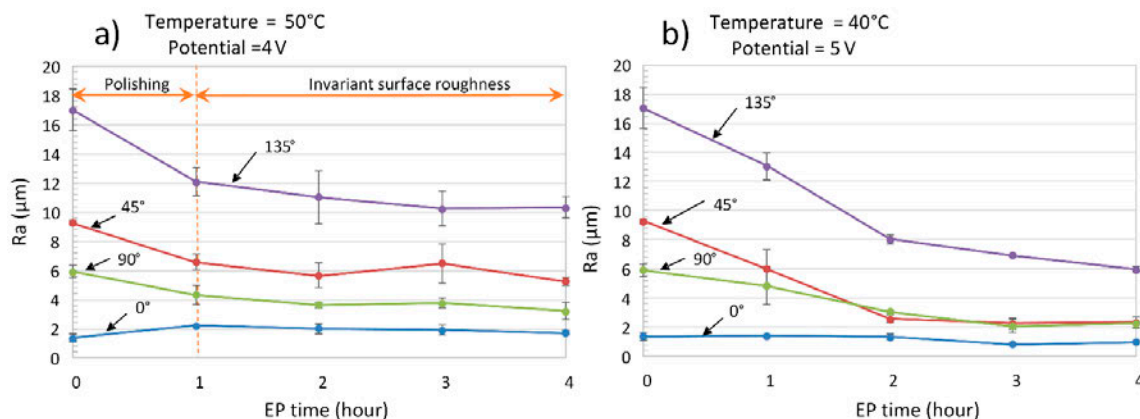 a)
Temperature = 50°C
Potential =4 V
20
18
16
14
12
10
8
6
4
2
0
Ra (µm)
Polishing
Invariant surface roughness
135°
45°
90°
0°
0 1 2 3 4
EP time (hour)
b)
Temperature = 40°C
Potential = 5 V
20
18
16
14
12
10
8
6
4
2
0
Ra (µm)
135°
45°
90°
0°
0 1 2 3 4
EP time (hour)